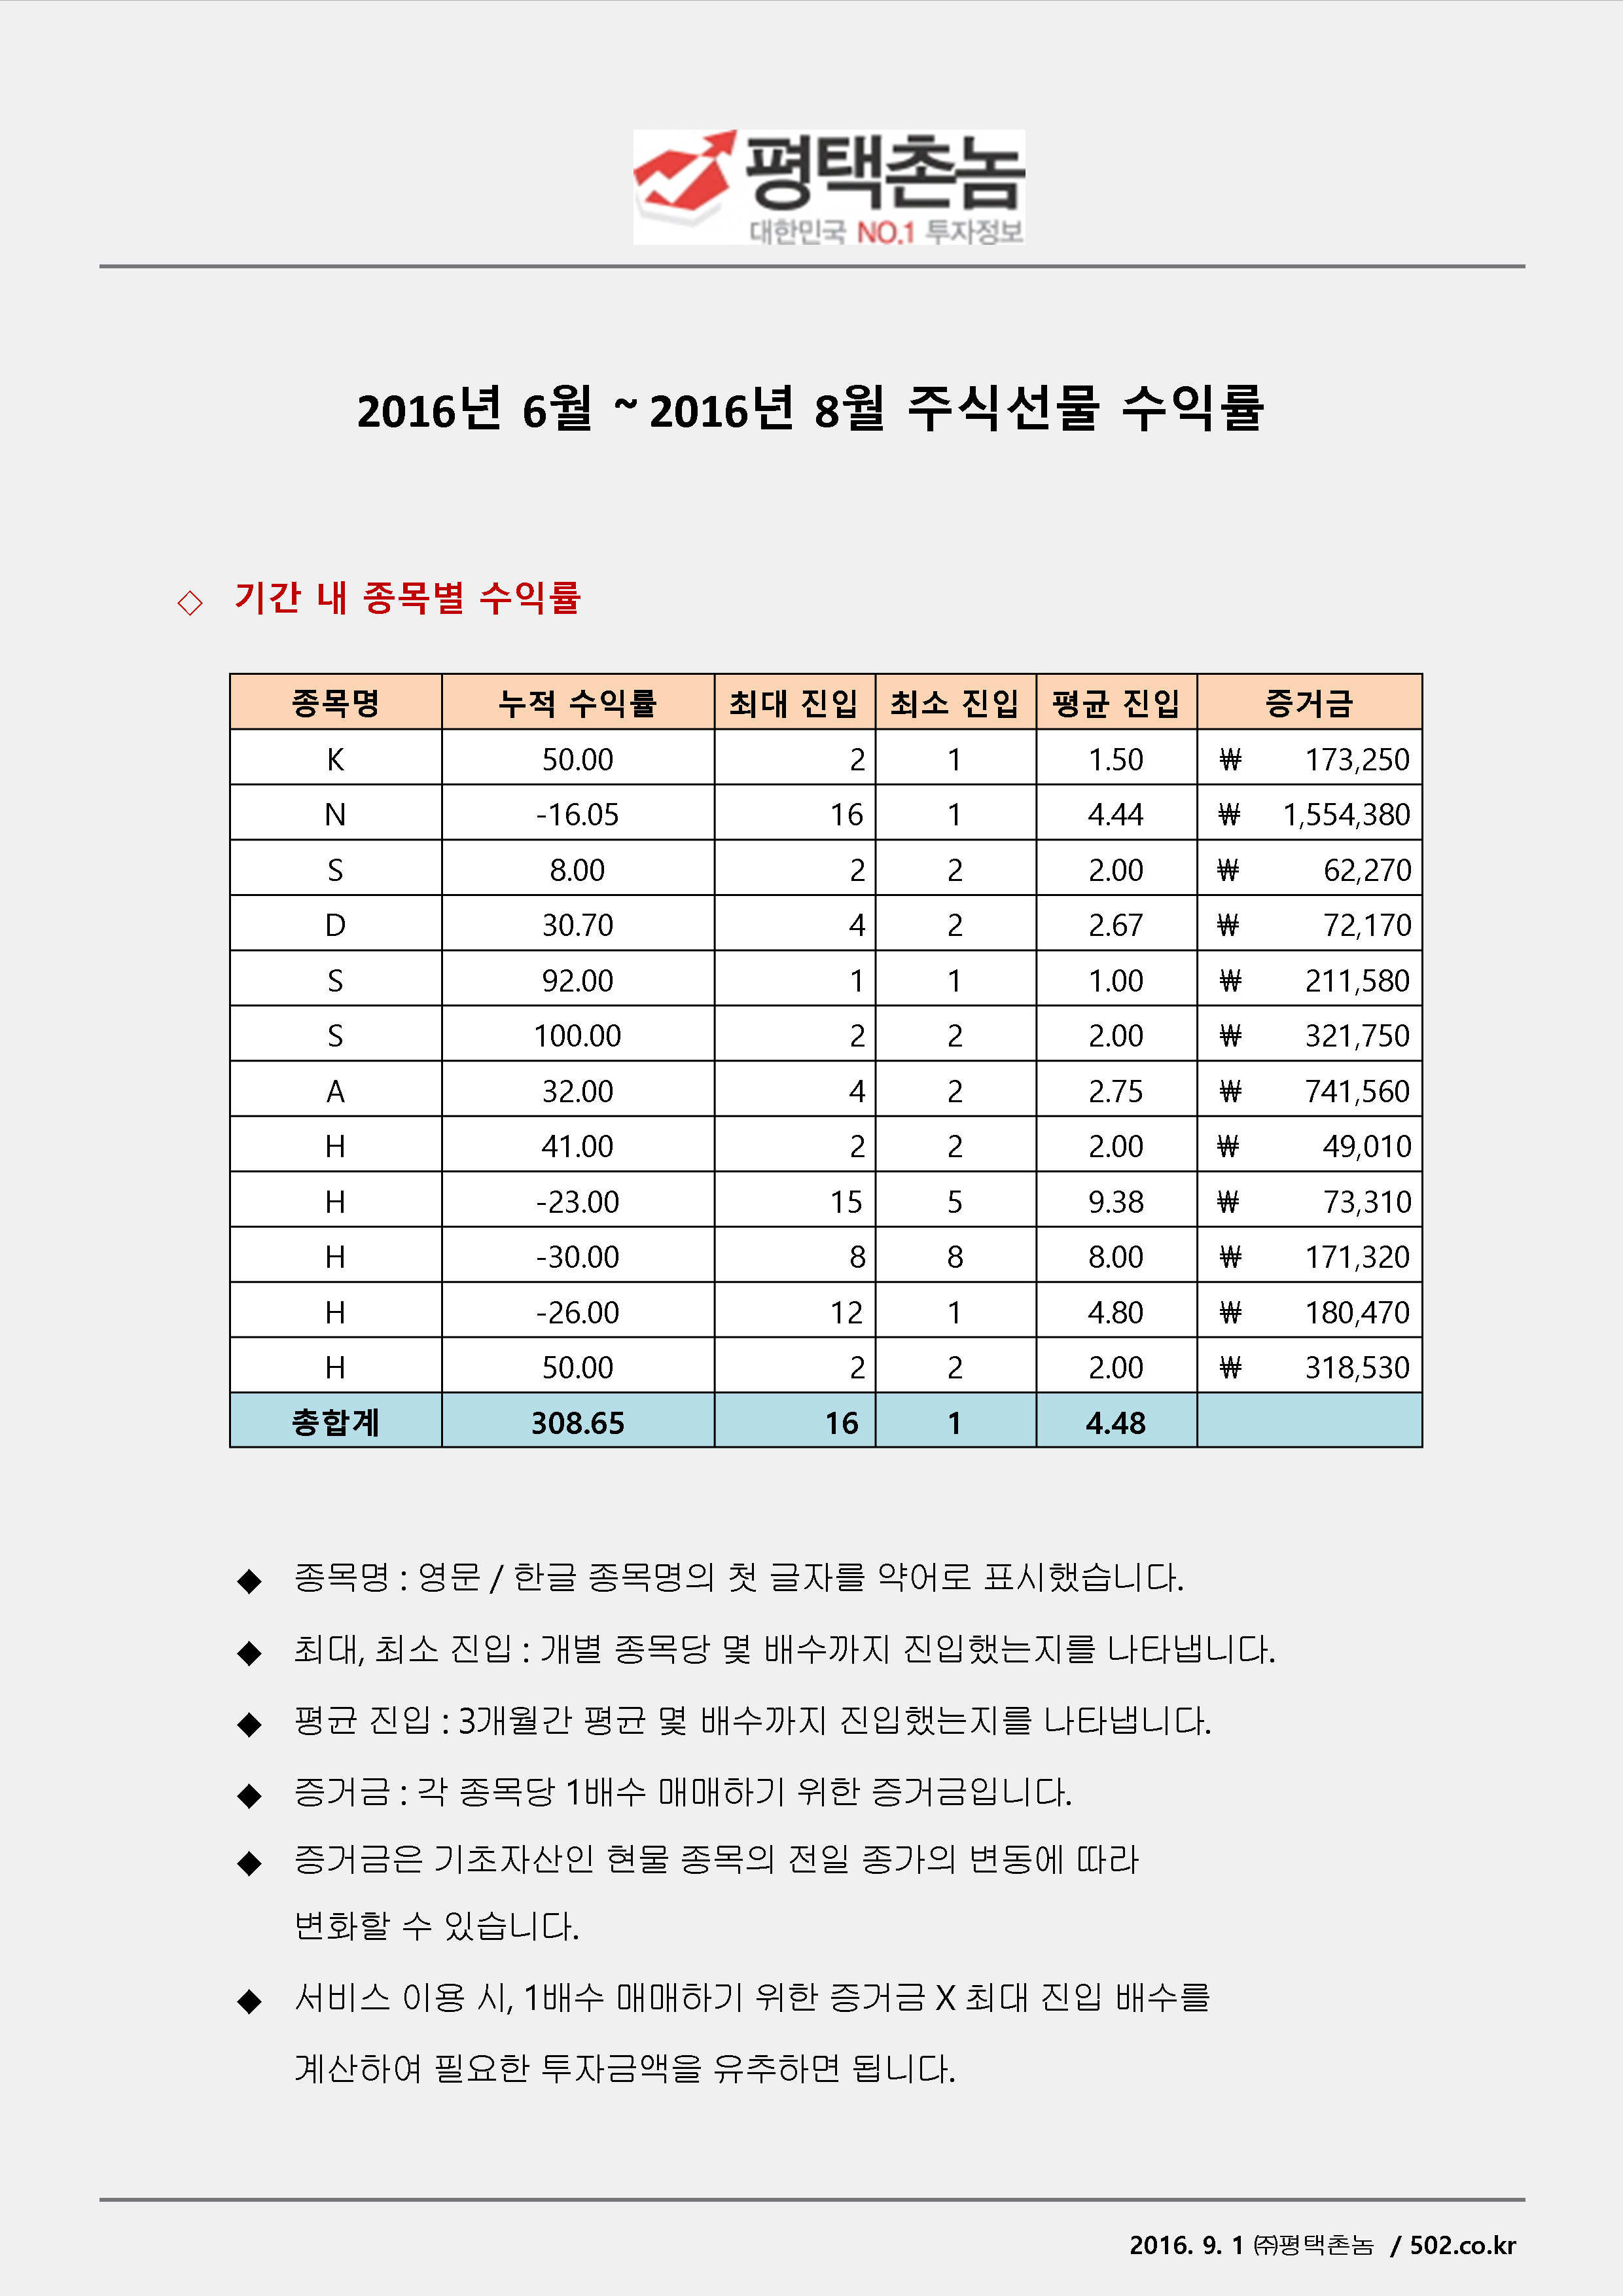 평택촌놈
대한민국 NO.1 투자정보
2016년 6월 ~ 2016년 8월 주식선물 수익률
◇ 기간 내 종목별 수익률
종목명 누적 수익률 최대 진입 최소 진입 평균 진입 증거금
K 50.00 2 1 1.50 ₩ 173,250
N -16.05 16 1 4.44 ₩ 1,554,380
S 8.00 2 2 2.00 ₩ 62,270
D 30.70 4 2 2.67 ₩ 72,170
S 92.00 1 1 1.00 ₩ 211,580
S 100.00 2 2 2.00 ₩ 321,750
A 32.00 4 2 2.75 ₩ 741,560
H 41.00 2 2 2.00 ₩ 49,010
H -23.00 15 5 9.38 ₩ 73,310
H -30.00 8 8 8.00 ₩ 171,320
H -26.00 12 1 4.80 ₩ 180,470
H 50.00 2 2 2.00 ₩ 318,530
총합계 308.65 16 1 4.48
◆ 종목명 : 영문 / 한글 종목명의 첫 글자를 약어로 표시했습니다.
◆ 최대, 최소 진입 : 개별 종목당 몇 배수까지 진입했는지를 나타냅니다.
◆ 평균 진입 : 3개월간 평균 몇 배수까지 진입했는지를 나타냅니다.
◆ 증거금 : 각 종목당 1배수 매매하기 위한 증거금입니다.
◆ 증거금은 기초자산인 현물 종목의 전일 종가의 변동에 따라
변화할 수 있습니다.
◆ 서비스 이용 시, 1배수 매매하기 위한 증거금 X 최대 진입 배수를
계산하여 필요한 투자금액을 유추하면 됩니다.
2016. 9. 1 ㈜평택촌놈 / 502.co.kr